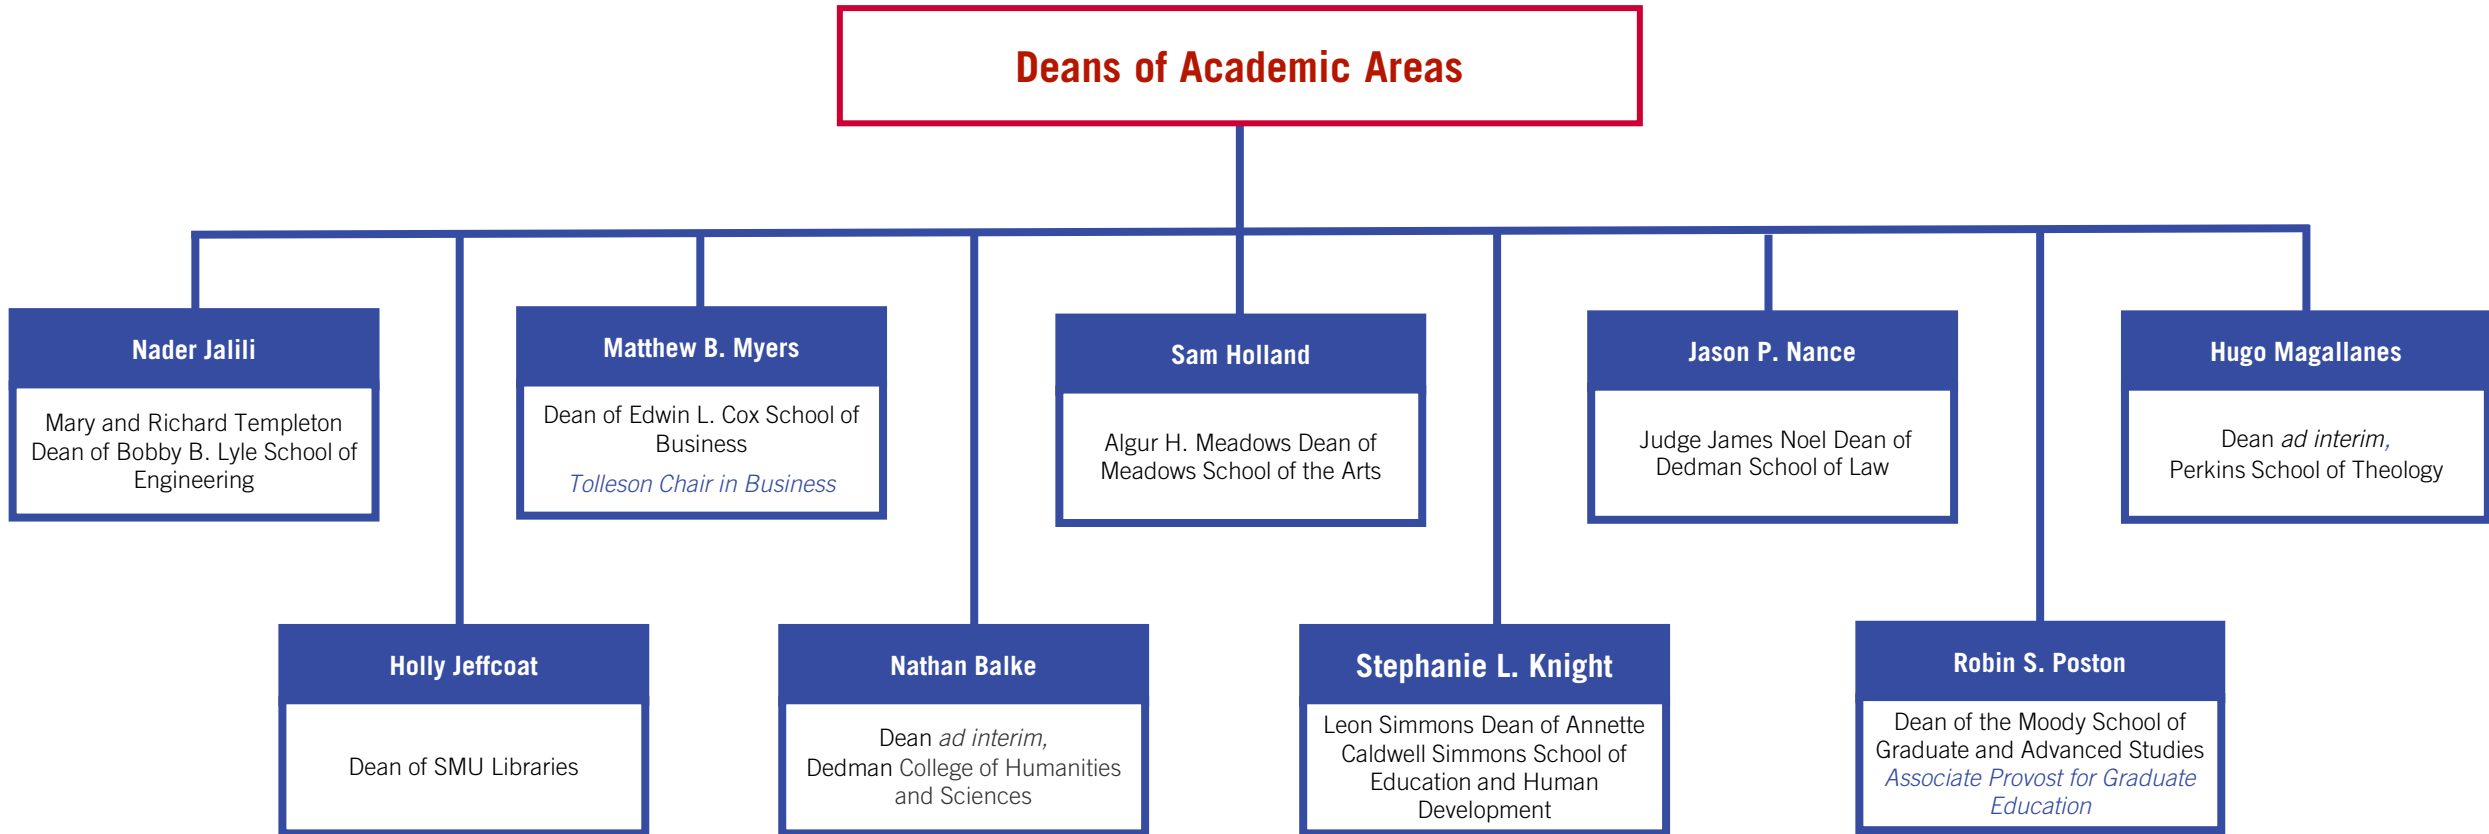 Deans of Academic Areas
Nader Jalili
Mary and Richard Templeton
Dean of Bobby B. Lyle School of
Engineering
Matthew B. Myers
Dean of Edwin L. Cox School of
Business
Tolleson Chair in Business
Sam Holland
Algur H. Meadows Dean of
Meadows School of the Arts
Jason P. Nance
Judge James Noel Dean of
Dedman School of Law
Hugo Magallanes
Dean ad interim,
Perkins School of Theology
Holly Jeffcoat
Dean of SMU Libraries
Nathan Balke
Dean ad interim,
Dedman College of Humanities
and Sciences
Stephanie L. Knight
Leon Simmons Dean of Annette
Caldwell Simmons School of
Education and Human
Development
Robin S. Poston
Dean of the Moody School of
Graduate and Advanced Studies
Associate Provost for Graduate
Education